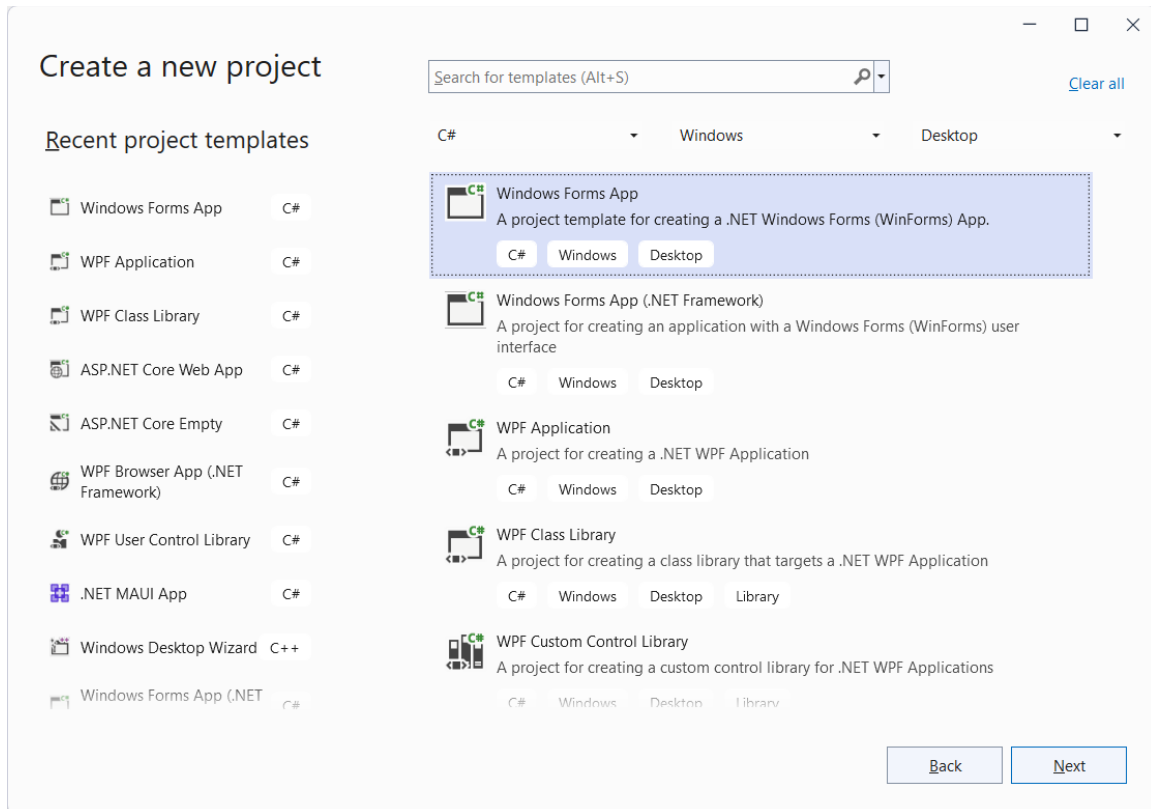 Create a new project
Search for templates (Alt+S)
Clear all
Recent project templates
C#
Windows
Desktop
Windows Forms App
C#
WPF Application
C#
WPF Class Library
C#
ASP.NET Core Web App
C#
ASP.NET Core Empty
C#
WPF Browser App (.NET
Framework)
C#
WPF User Control Library
C#
.NET MAUI App
C#
Windows Desktop Wizard
C++
Windows Forms App (.NET
C#
C#
Windows Forms App
A project template for creating a .NET Windows Forms (WinForms) App.
C#
Windows
Desktop
C#
Windows Forms App (.NET Framework)
A project for creating an application with a Windows Forms (WinForms) user
interface
C#
Windows
Desktop
C#
WPF Application
A project for creating a .NET WPF Application
C#
Windows
Desktop
C#
WPF Class Library
A project for creating a class library that targets a .NET WPF Application
C#
Windows
Desktop
Library
C#
WPF Custom Control Library
A project for creating a custom control library for .NET WPF Applications
C#
Windows
Desktop
Library
Back
Next